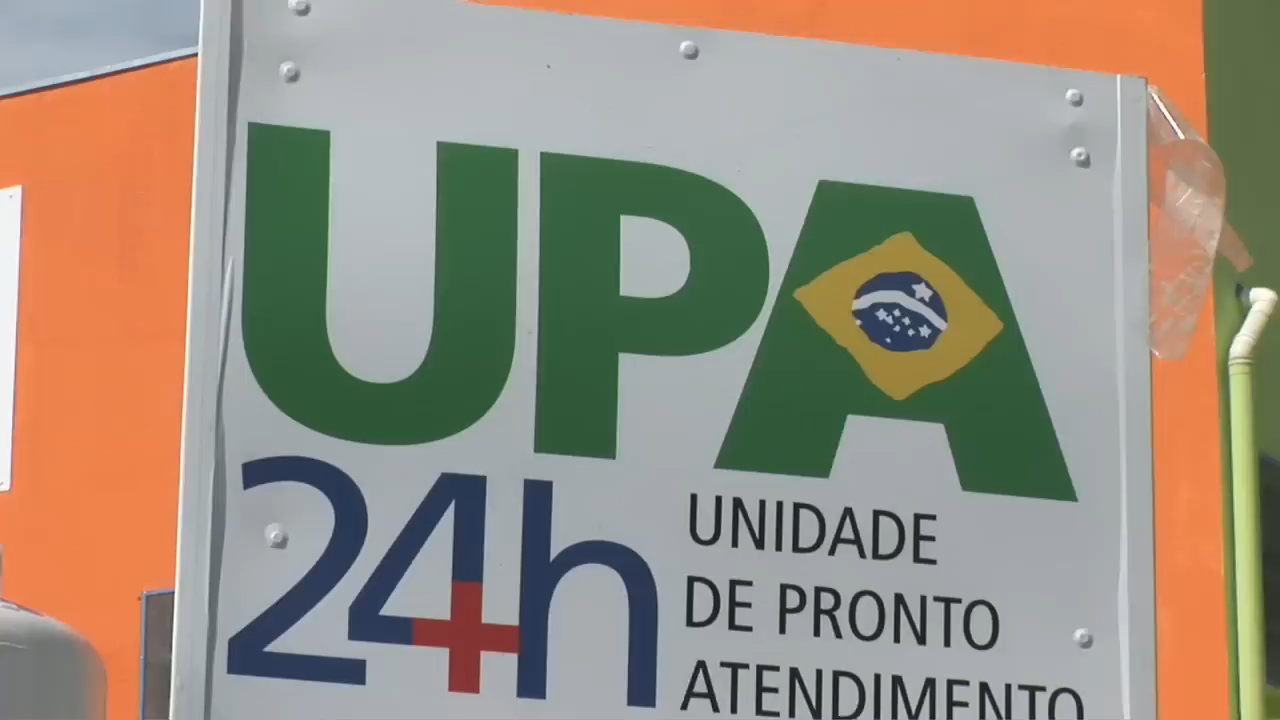 UPA
24h
UNIDADE
DE PRONTO
ATENDIMENTO